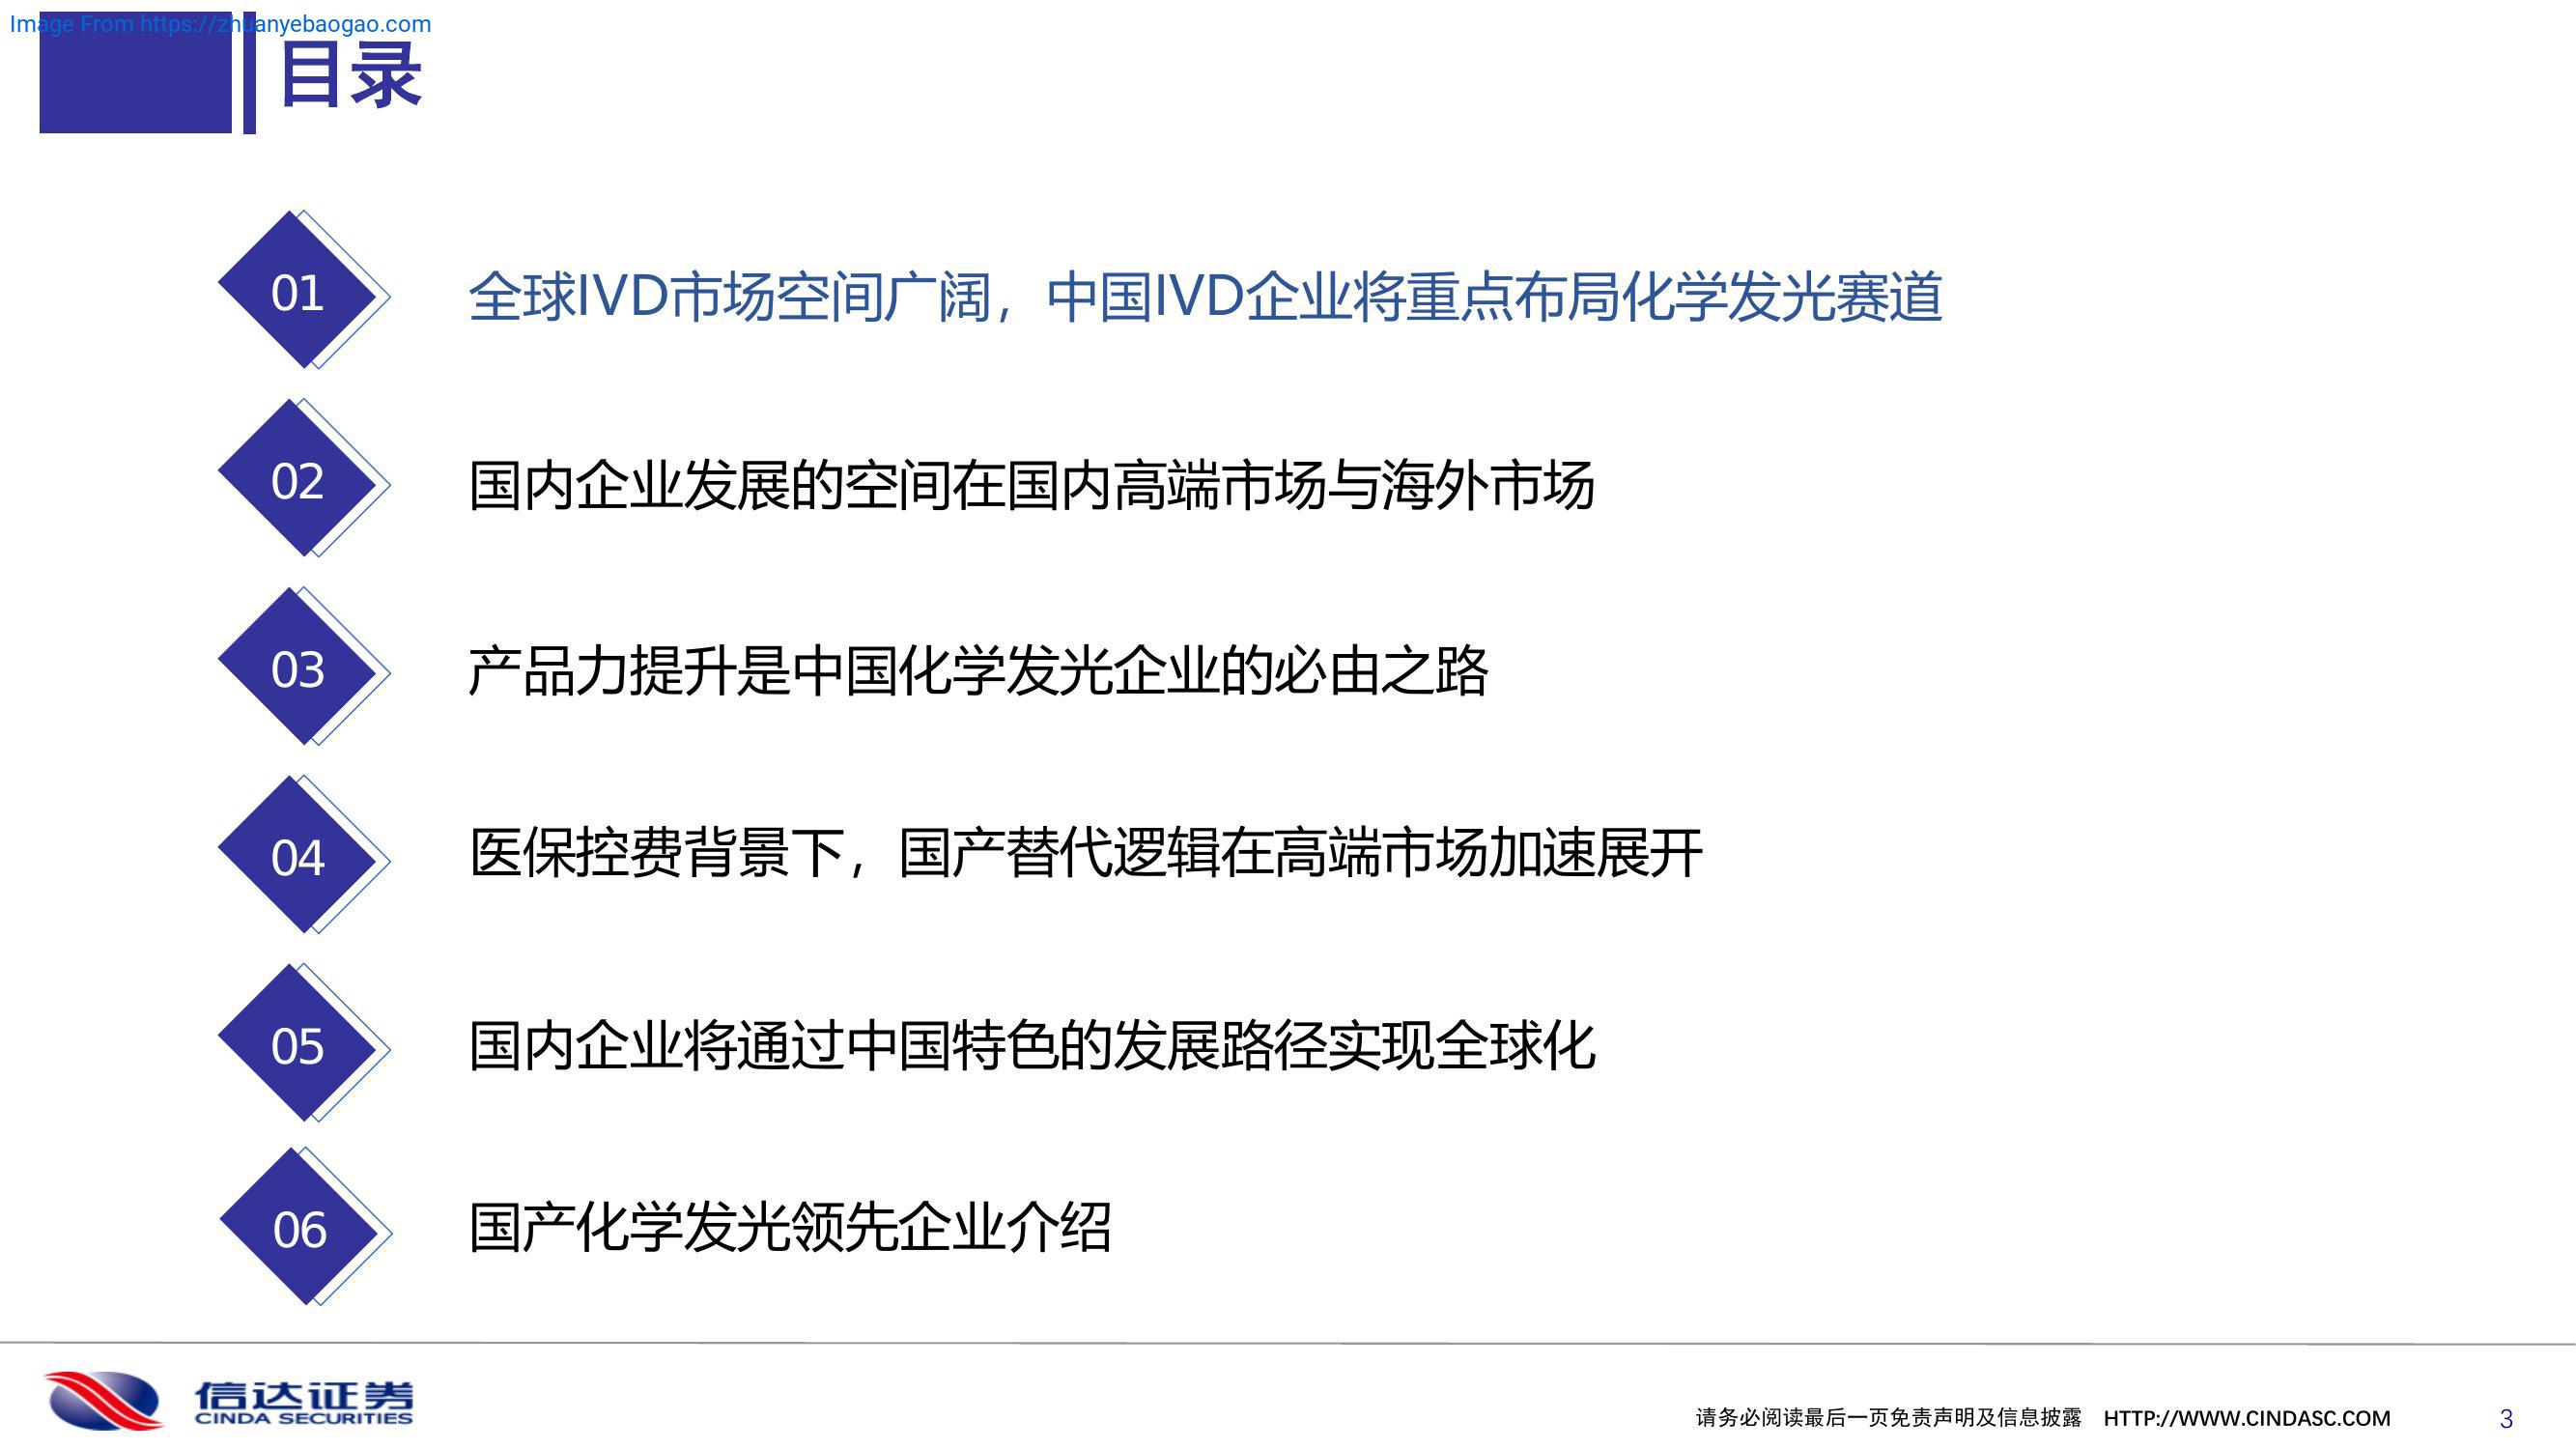 Image From https://zhuanyebaogao.com
目录
01
全球IVD市场空间广阔，中国IVD企业将重点布局化学发光赛道
02
国内企业发展的空间在国内高端市场与海外市场
03
产品力提升是中国化学发光企业的必由之路
04
医保控费背景下，国产替代逻辑在高端市场加速展开
05
国内企业将通过中国特色的发展路径实现全球化
06
国产化学发光领先企业介绍
信达证券
CINDA SECURITIES
请务必阅读最后一页免责声明及信息披露 HTTP://WWW.CINDASC.COM 3